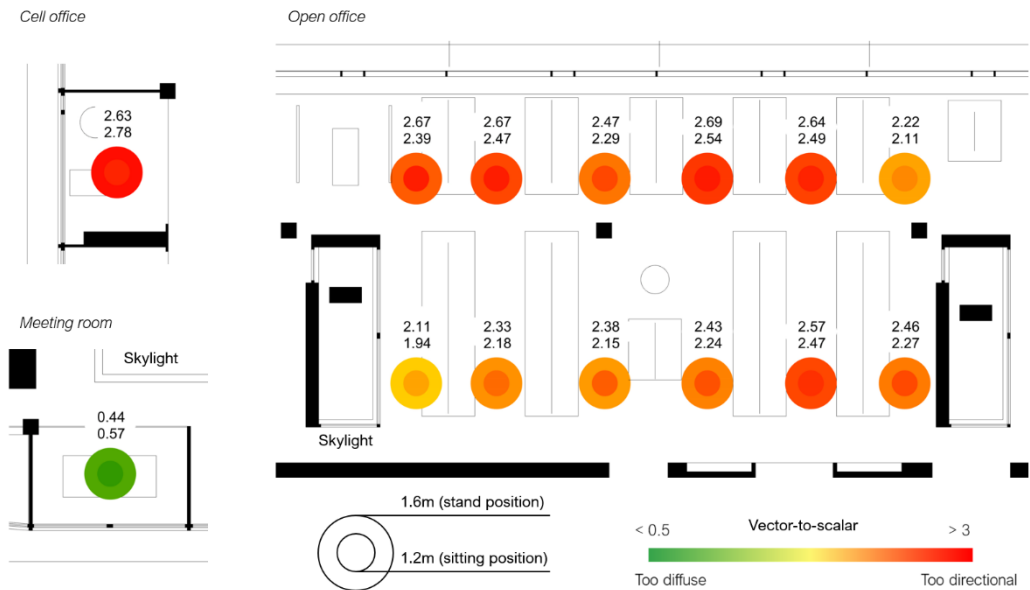 Cell office
2.63
2.78
Meeting room
Skylight
0.44
0.57
Open office
2.67 2.67 2.47 2.69 2.64 2.22
2.39 2.47 2.29 2.54 2.49 2.11
2.11 2.33 2.38 2.43 2.57 2.46
1.94 2.18 2.15 2.24 2.47 2.27
Skylight
1.6m (stand position)
1.2m (sitting position)
< 0.5 Vector-to-scalar > 3
Too diffuse Too directional